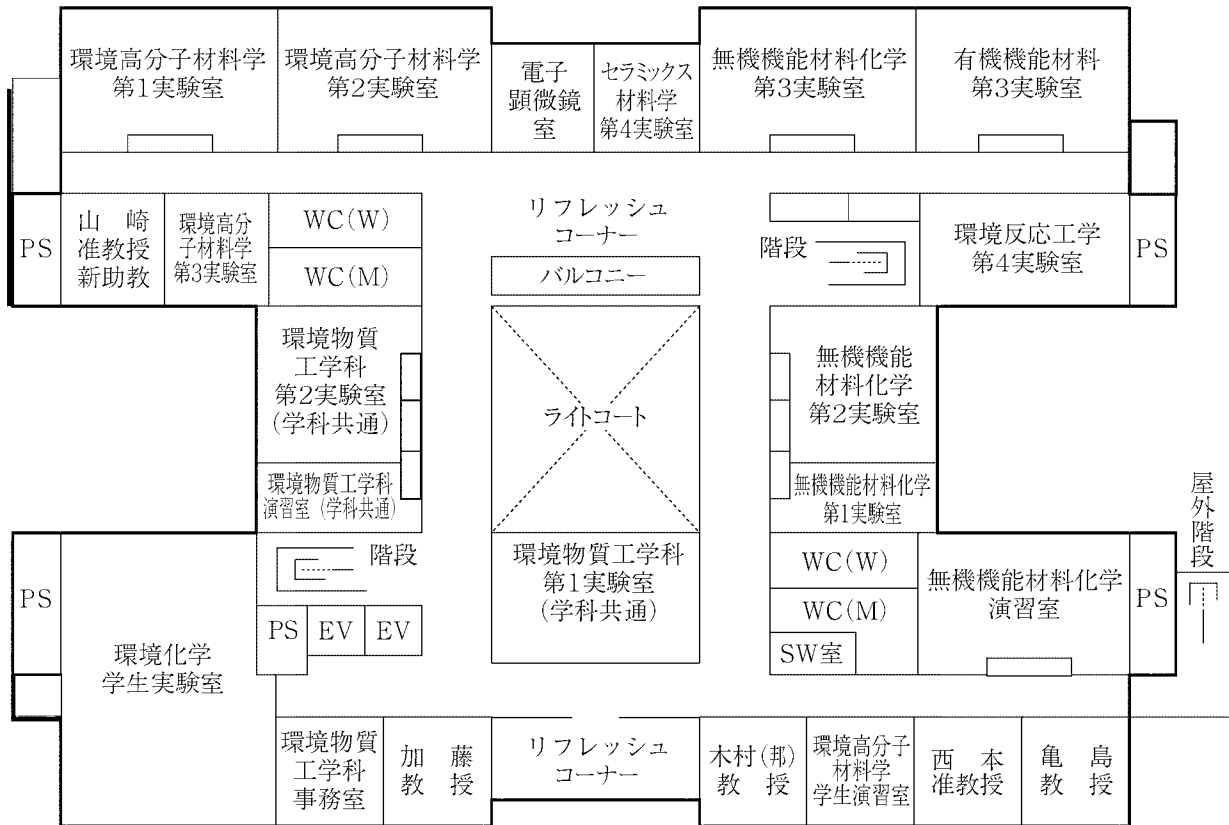 環境高分子材料学
第1実験室
環境高分子材料学
第2実験室
電子
顕微鏡
室
セラミックス
材料学
第4実験室
無機機能材料化学
第3実験室
有機機能材料
第3実験室
PS
山崎
准教授
新助教
環境高分
子材料学
第3実験室
WC(W)
WC(M)
リフレッシュ
コーナー
バルコニー
階段
環境反応工学
第4実験室
PS
環境物質
工学科
第2実験室
(学科共通)
ライトコート
無機機能
材料化学
第2実験室
環境物質工学科
演習室(学科共通)
無機機能材料化学
第1実験室
屋外階段
PS
環境化学
学生実験室
階段
PS
EV
EV
環境物質工学科
第1実験室
(学科共通)
WC(W)
WC(M)
SW室
無機機能材料化学
演習室
PS
環境物質
工学科
事務室
加藤
教授
リフレッシュ
コーナー
木村(邦)
教授
環境高分子
材料学
学生演習室
西本
准教授
亀島
教授